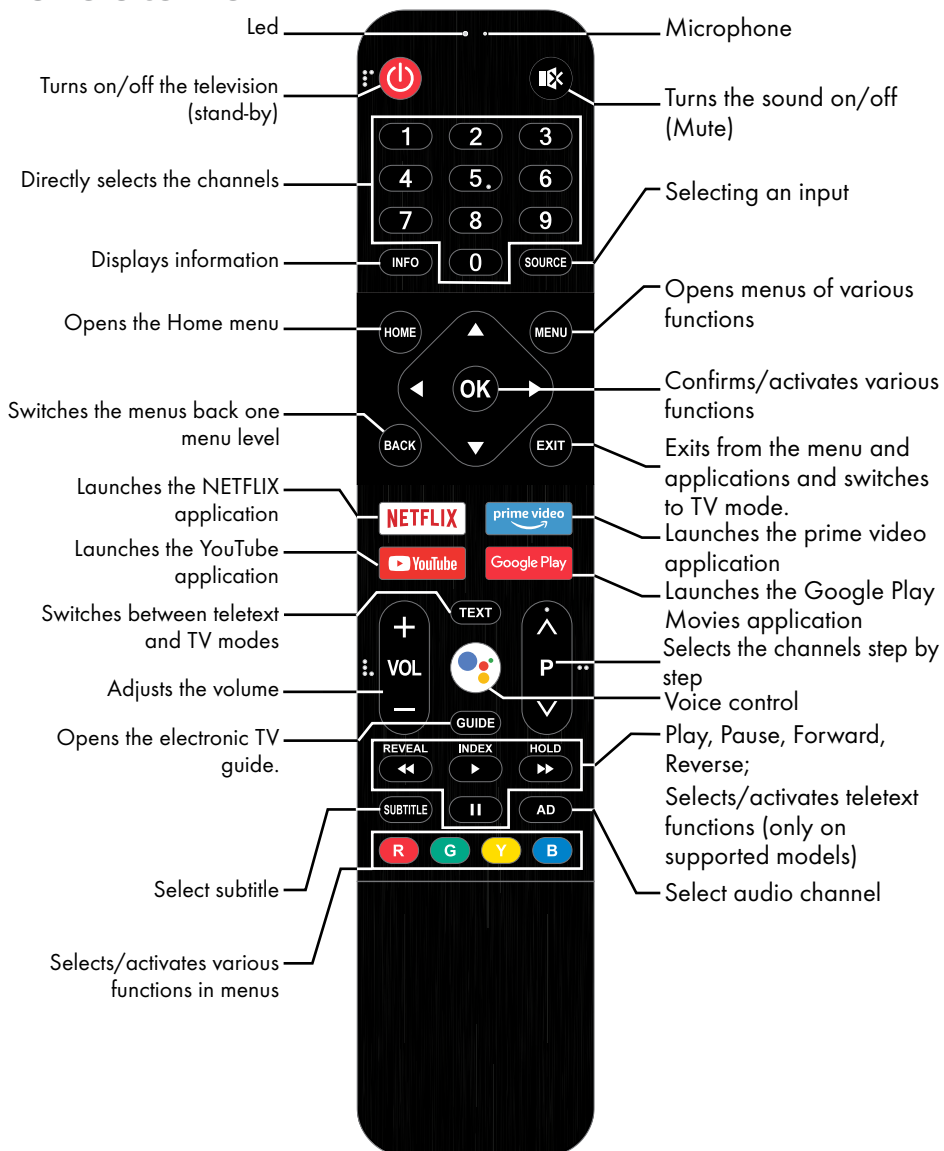 Led
Microphone
Turns on/off the television
(stand-by)
Turns the sound on/off
(Mute)
1 2 3
Directly selects the channels
4 5 6
Selecting an input
7 8 9
Displays information
INFO 0 SOURCE
Opens the Home menu
HOME
MENU
Opens menus of various
functions
OK
Confirms/activates various
functions
Switches the menus back one
menu level
BACK
EXIT
Exits from the menu and
applications and switches
to TV mode.
Launches the NETFLIX
application
NETFLIX
prime video
Launches the prime video
application
Launches the YouTube
application
YouTube
Google Play
Launches the Google Play
Movies application
Switches between teletext
and TV modes
TEXT
+
VOL
–
P
Selects the channels step by
step
Adjusts the volume
Voice control
Opens the electronic TV
guide.
GUIDE
REVEAL INDEX HOLD
Play, Pause, Forward,
Reverse;
Selects/activates teletext
functions (only on
supported models)
SUBTITLE
AD
R G Y B
Select subtitle
Select audio channel
Selects/activates various
functions in menus